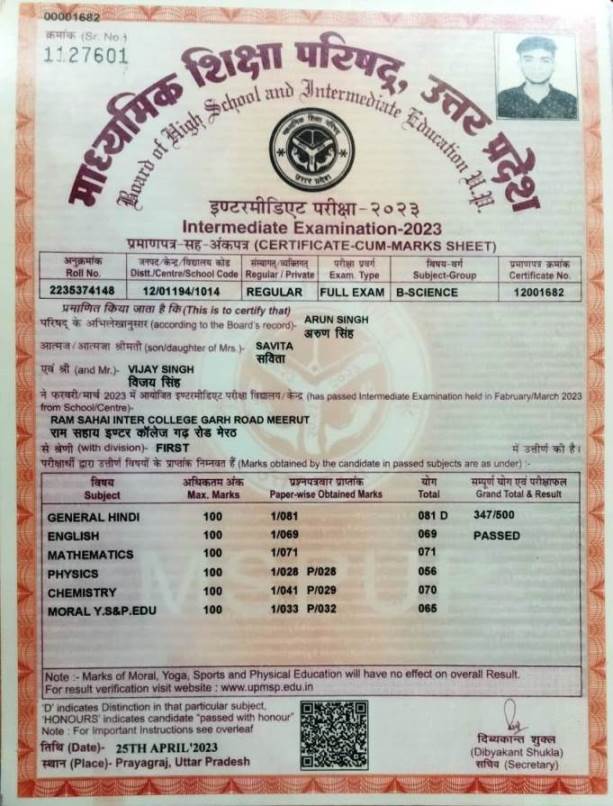 00001682
क्रमांक (Sr. No.)
1127601
माध्यमिक शिक्षा परिषद्, उत्तर प्रदेश
Board of High School and Intermediate Education U.P.
माध्यमिक शिक्षा परिषद्
उत्तर प्रदेश
इण्टरमीडिएट परीक्षा-२०२३
Intermediate Examination-2023
प्रमाणपत्र-सह-अंकपत्र (CERTIFICATE-CUM-MARKS SHEET)
अनुक्रमांक जनपद/केन्द्र/विद्यालय कोड संस्थागत/व्यक्तिगत परीक्षा प्रवर्ग विषय-वर्ग प्रमाणपत्र क्रमांक
Roll No. Distt./Centre/School Code Regular / Private Exam. Type Subject-Group Certificate No.
2235374148 12/01194/1014 REGULAR FULL EXAM B-SCIENCE 12001682
प्रमाणित किया जाता है कि (This is to certify that)
परिषद् के अभिलेखानुसार (according to the Board's record)- ARUN SINGH
अरुण सिंह
आत्मज/आत्मजा श्रीमती (son/daughter of Mrs.)- SAVITA
सविता
एवं श्री (and Mr.)- VIJAY SINGH
विजय सिंह
ने फरवरी/मार्च 2023 में आयोजित इण्टरमीडिएट परीक्षा विद्यालय/ केन्द्र (has passed Intermediate Examination held in Fabruary/March 2023
from School/Centre)-
RAM SAHAI INTER COLLEGE GARH ROAD MEERUT
राम सहाय इण्टर कॉलेज गढ़ रोड मेरठ
से श्रेणी (with division)- FIRST में उत्तीर्ण की है।
परीक्षार्थी द्वारा उत्तीर्ण विषयों के प्राप्तांक निम्नवत हैं (Marks obtained by the candidate in passed subjects are as under) :-
विषय अधिकतम अंक प्रश्नपत्रवार प्राप्तांक योग सम्पूर्ण योग एवं परीक्षाफल
Subject Max. Marks Paper-wise Obtained Marks Total Grand Total & Result
GENERAL HINDI 100 1/081 081 D 347/500
ENGLISH 100 1/069 069 PASSED
MATHEMATICS 100 1/071 071
PHYSICS 100 1/028 P/028 056
CHEMISTRY 100 1/041 P/029 070
MORAL Y.S&P.EDU 100 1/033 P/032 065
Note :- Marks of Moral, Yoga, Sports and Physical Education will have no effect on overall Result.
For result verification visit website : www.upmsp.edu.in
'D' indicates Distinction in that particular subject,
'HONOURS' indicates candidate "passed with honour"
Note : For Important Instructions see overleaf
तिथि (Date)- 25TH APRIL'2023
स्थान (Place)- Prayagraj, Uttar Pradesh
दिब्यकान्त शुक्ल
(Dibyakant Shukla)
सचिव (Secretary)